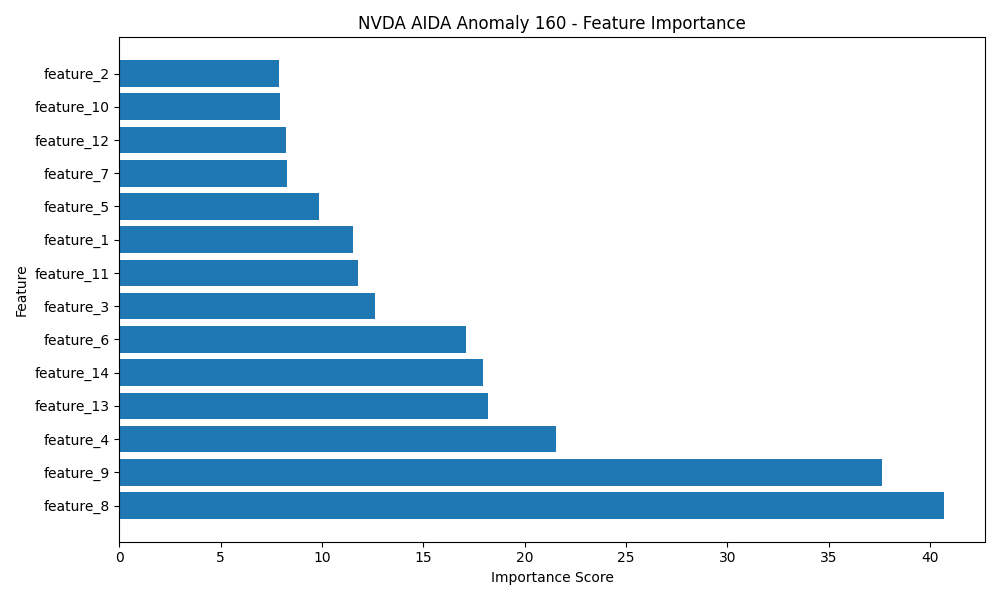 NVDA AIDA Anomaly 160 - Feature Importance
Feature
feature_2
feature_10
feature_12
feature_7
feature_5
feature_1
feature_11
feature_3
feature_6
feature_14
feature_13
feature_4
feature_9
feature_8
0 5 10 15 20 25 30 35 40
Importance Score